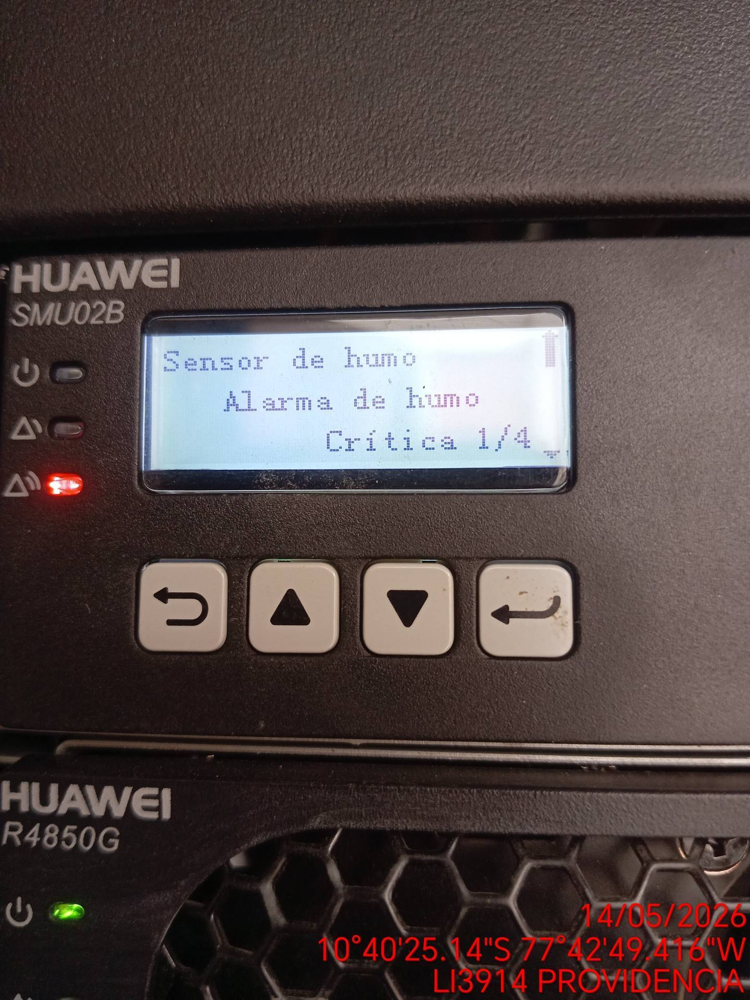 HUAWEI
SMU02B
Sensor de humo
Alarma de humo
Crítica 1/4
HUAWEI
R4850G
14/05/2026
10°40'25.14"S 77°42'49.416"W
LI3914 PROVIDENCIA